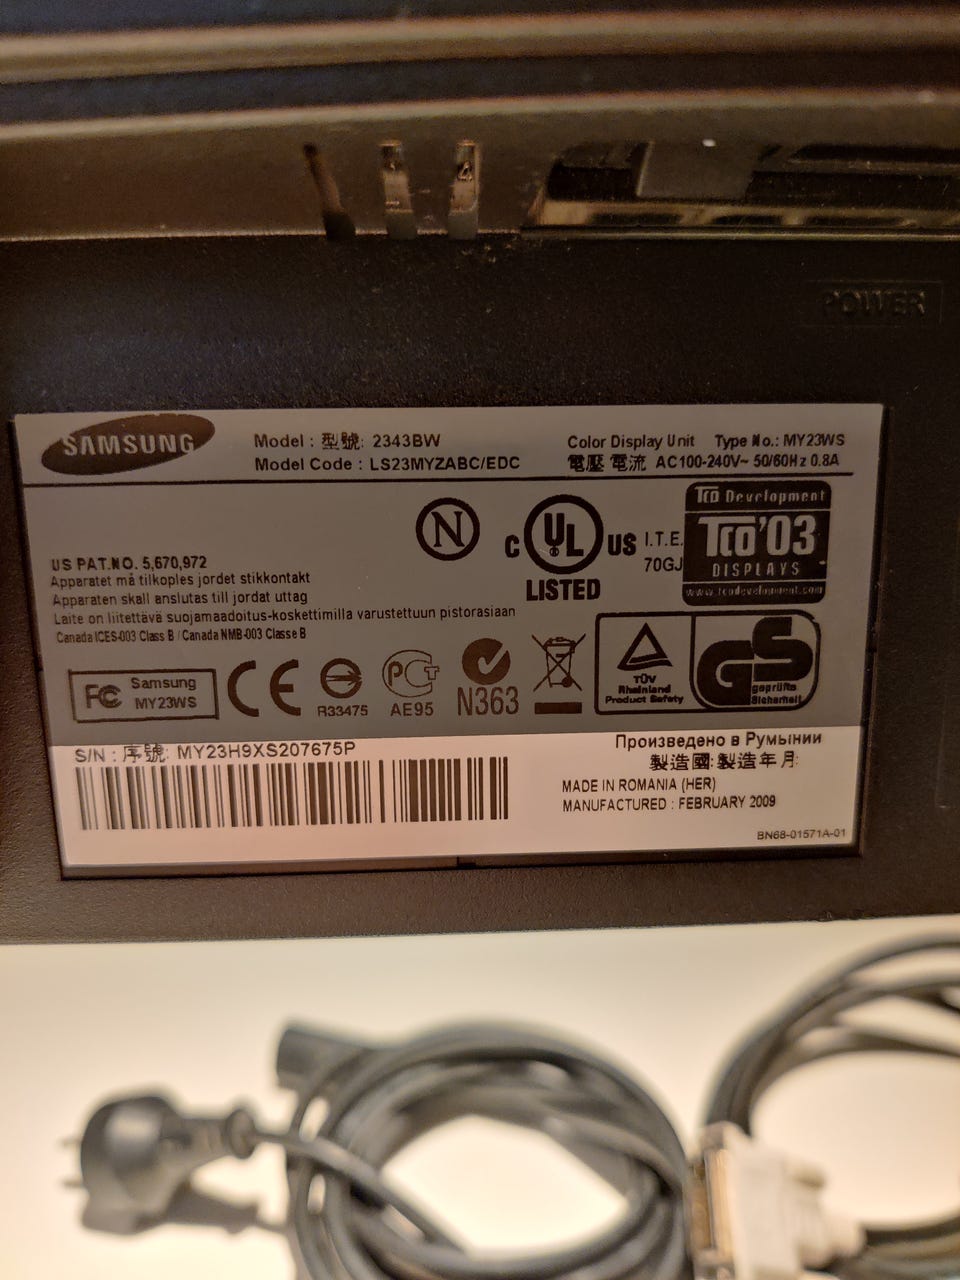 POWER
SAMSUNG
Model : 型號: 2343BW
Model Code : LS23MYZABC/EDC
Color Display Unit Type No.: MY23WS
電壓 電流 AC100-240V~ 50/60Hz 0.8A
N
C UL US
LISTED
I.T.E.
70GJ
TCO Development
TCO'03
DISPLAYS
www.tcodevelopment.com
US PAT.NO. 5,670,972
Apparatet må tilkoples jordet stikkontakt
Apparaten skall anslutas till jordat uttag
Laite on liitettävä suojamaadoitus-koskettimilla varustettuun pistorasiaan
Canada ICES-003 Class B / Canada NMB-003 Classe B
FC Samsung
MY23WS
CE
R33475
РСТ
AE95
N363
TÜV
Rheinland
Product Safety
GS
geprüfte
Sicherheit
S/N : 序號: MY23H9XS207675P
Произведено в Румынии
製造國:製造年月:
MADE IN ROMANIA (HER)
MANUFACTURED : FEBRUARY 2009
BN68-01571A-01